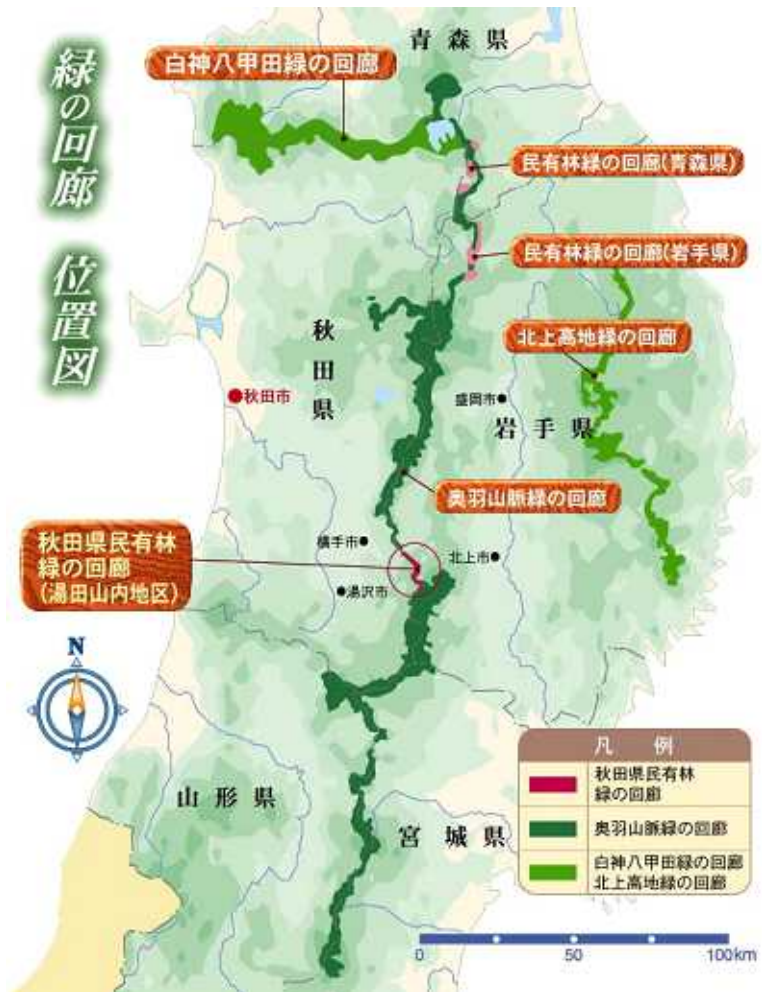 緑の回廊 位置図
青森県
白神八甲田緑の回廊
民有林緑の回廊(青森県)
民有林緑の回廊(岩手県)
北上高地緑の回廊
秋田県
秋田市
盛岡市
岩手県
奥羽山脈緑の回廊
秋田県民有林
緑の回廊
(湯田山内地区)
横手市
北上市
湯沢市
N
山形県
宮城県
凡 例
秋田県民有林
緑の回廊
奥羽山脈緑の回廊
白神八甲田緑の回廊
北上高地緑の回廊
0 50 100km